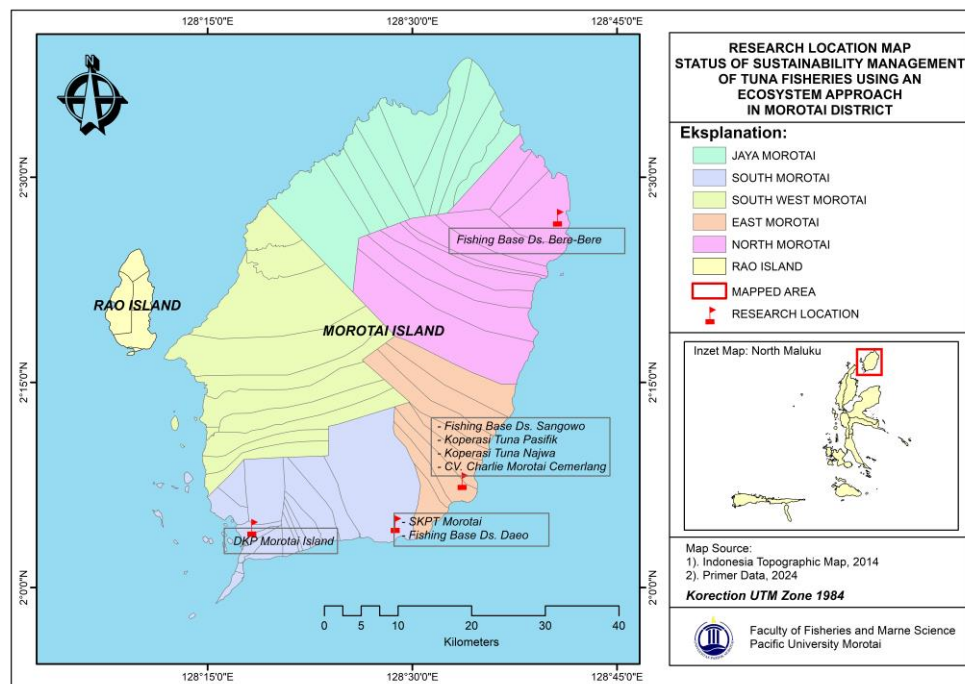 128°15'0"E
128°30'0"E
128°45'0"E
N
2°30'0"N
2°15'0"N
2°0'0"N
2°30'0"N
2°15'0"N
2°0'0"N
Fishing Base Ds. Bere-Bere
RAO ISLAND
MOROTAI ISLAND
- Fishing Base Ds. Sangowo
- Koperasi Tuna Pasifik
- Koperasi Tuna Najwa
- CV. Charlie Morotai Cemerlang
- SKPT Morotai
- Fishing Base Ds. Daeo
DKP Morotai Island
0 5 10 20 30 40
Kilometers
128°15'0"E
128°30'0"E
128°45'0"E
RESEARCH LOCATION MAP
STATUS OF SUSTAINABILITY MANAGEMENT
OF TUNA FISHERIES USING AN
ECOSYSTEM APPROACH
IN MOROTAI DISTRICT
Eksplanation:
JAYA MOROTAI
SOUTH MOROTAI
SOUTH WEST MOROTAI
EAST MOROTAI
NORTH MOROTAI
RAO ISLAND
MAPPED AREA
RESEARCH LOCATION
Inzet Map: North Maluku
Map Source:
1). Indonesia Topographic Map, 2014
2). Primer Data, 2024
Korection UTM Zone 1984
Faculty of Fisheries and Marne Science
Pacific University Morotai